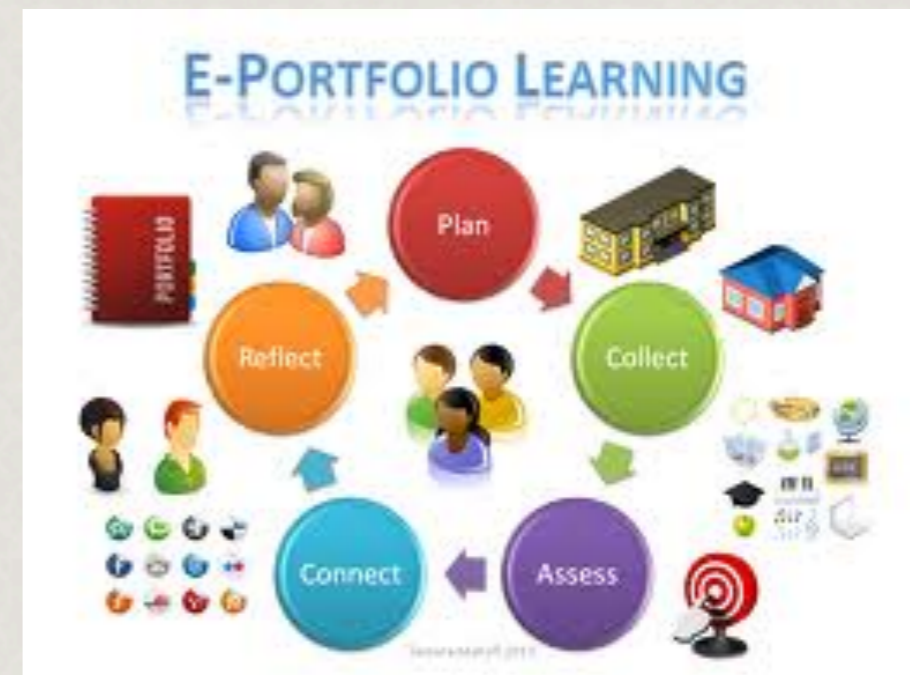 E-PORTFOLIO LEARNING
Plan
PORTFOLIO
Reflect
Collect
Connect
Assess